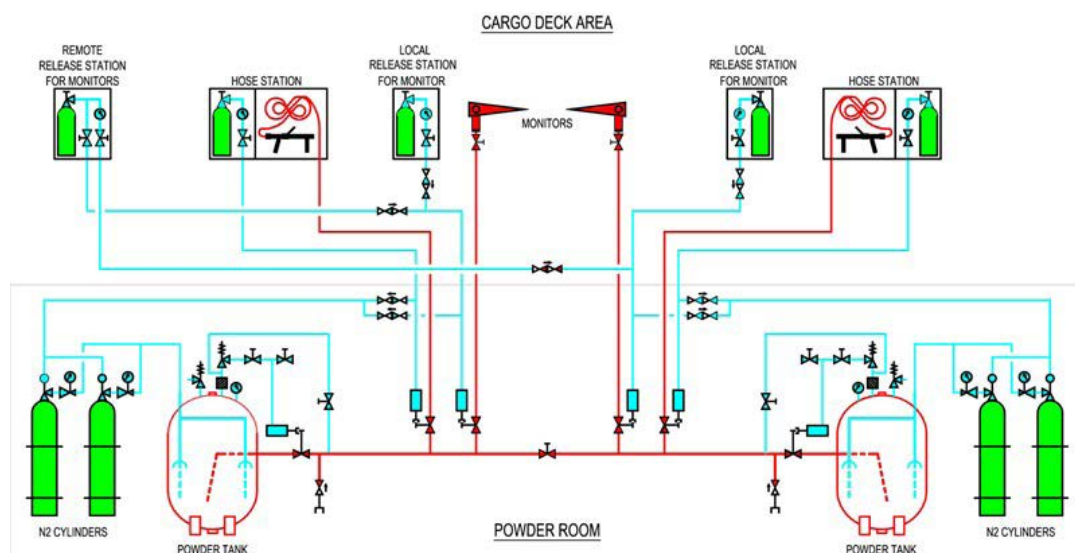 CARGO DECK AREA
REMOTE
RELEASE STATION
FOR MONITORS
HOSE STATION
LOCAL
RELEASE STATION
FOR MONITOR
MONITORS
LOCAL
RELEASE STATION
FOR MONITOR
HOSE STATION
N2 CYLINDERS
POWDER TANK
POWDER ROOM
POWDER TANK
N2 CYLINDERS